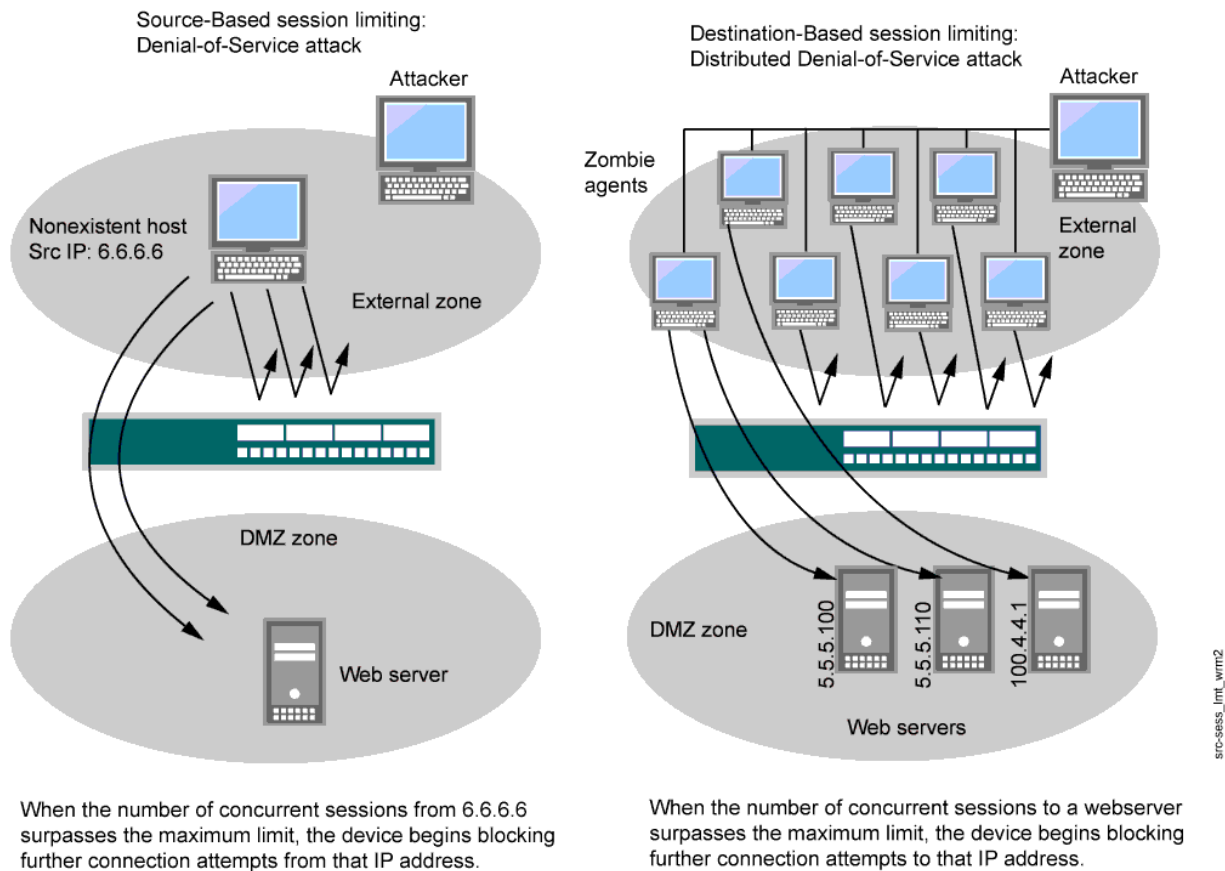 Source-Based session limiting:
Denial-of-Service attack
Attacker
Nonexistent host
Src IP: 6.6.6.6
External zone
DMZ zone
Web server
When the number of concurrent sessions from 6.6.6.6
surpasses the maximum limit, the device begins blocking
further connection attempts from that IP address.
Destination-Based session limiting:
Distributed Denial-of-Service attack
Attacker
Zombie
agents
External
zone
DMZ zone
5.5.5.100
5.5.5.110
100.4.4.1
Web servers
When the number of concurrent sessions to a webserver
surpasses the maximum limit, the device begins blocking
further connection attempts to that IP address.
src-sess_lmt_wrm2